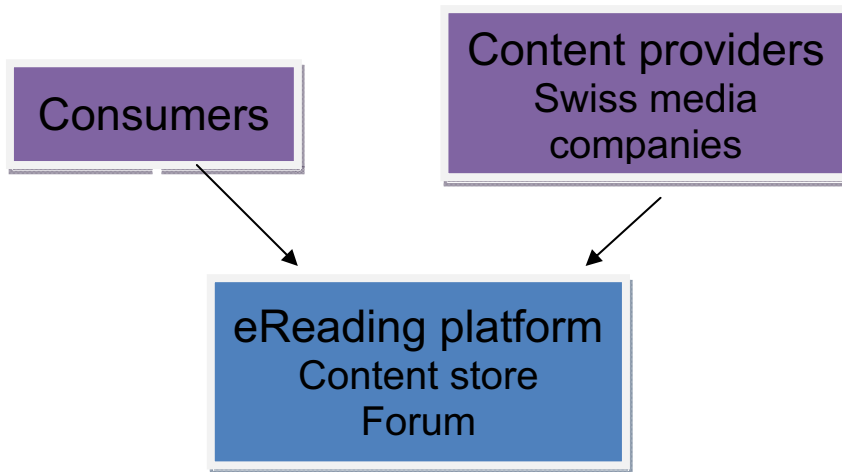 Consumers
Content providers
Swiss media
companies
eReading platform
Content store
Forum